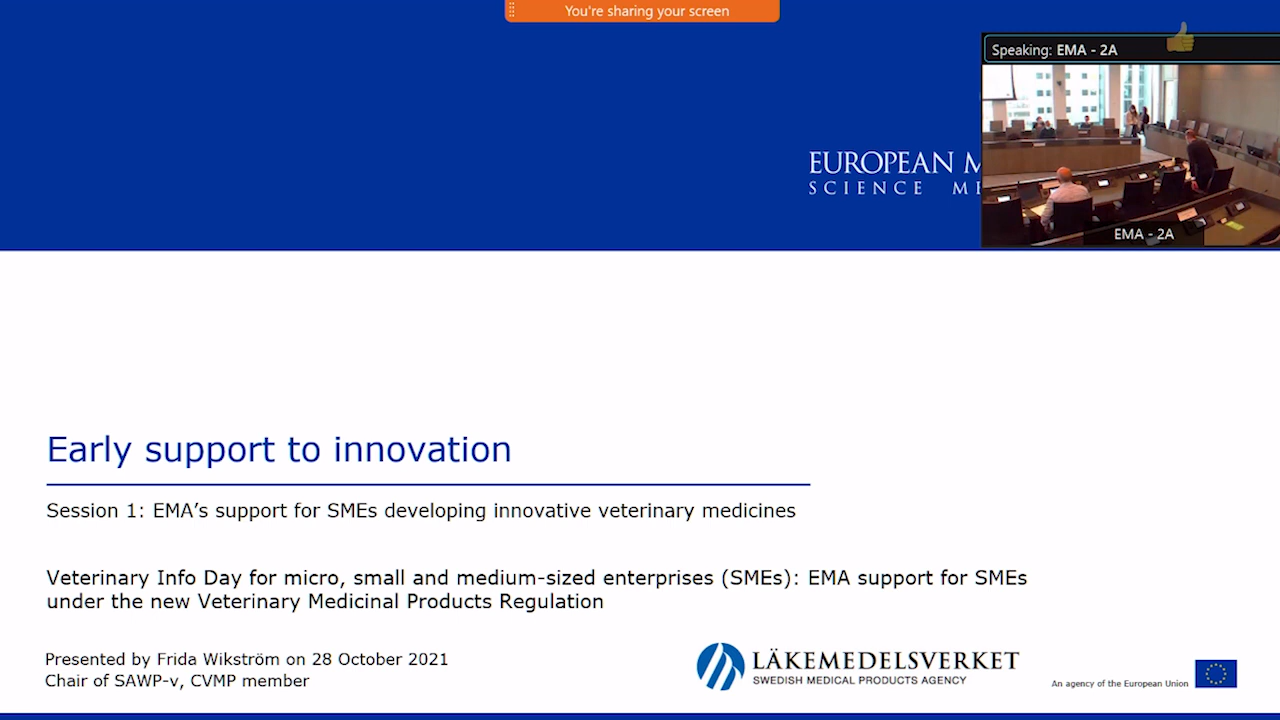 You're sharing your screen
Speaking: EMA - 2A
EUROPEAN M
SCIENCE ME
EMA - 2A
Early support to innovation
Session 1: EMA’s support for SMEs developing innovative veterinary medicines
Veterinary Info Day for micro, small and medium-sized enterprises (SMEs): EMA support for SMEs
under the new Veterinary Medicinal Products Regulation
Presented by Frida Wikström on 28 October 2021
Chair of SAWP-v, CVMP member
LÄKEMEDELSVERKET
SWEDISH MEDICAL PRODUCTS AGENCY
An agency of the European Union